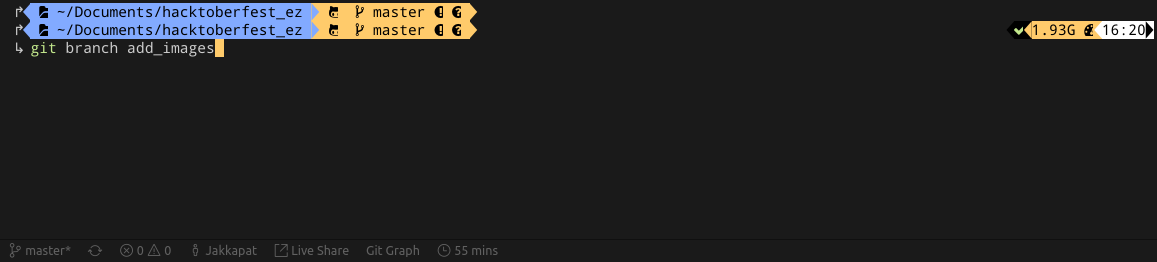 ~/Documents/hacktoberfest_ez master
~/Documents/hacktoberfest_ez master 1.93G 16:20
git branch add_images
master* 0 0 Jakkapat Live Share Git Graph 55 mins